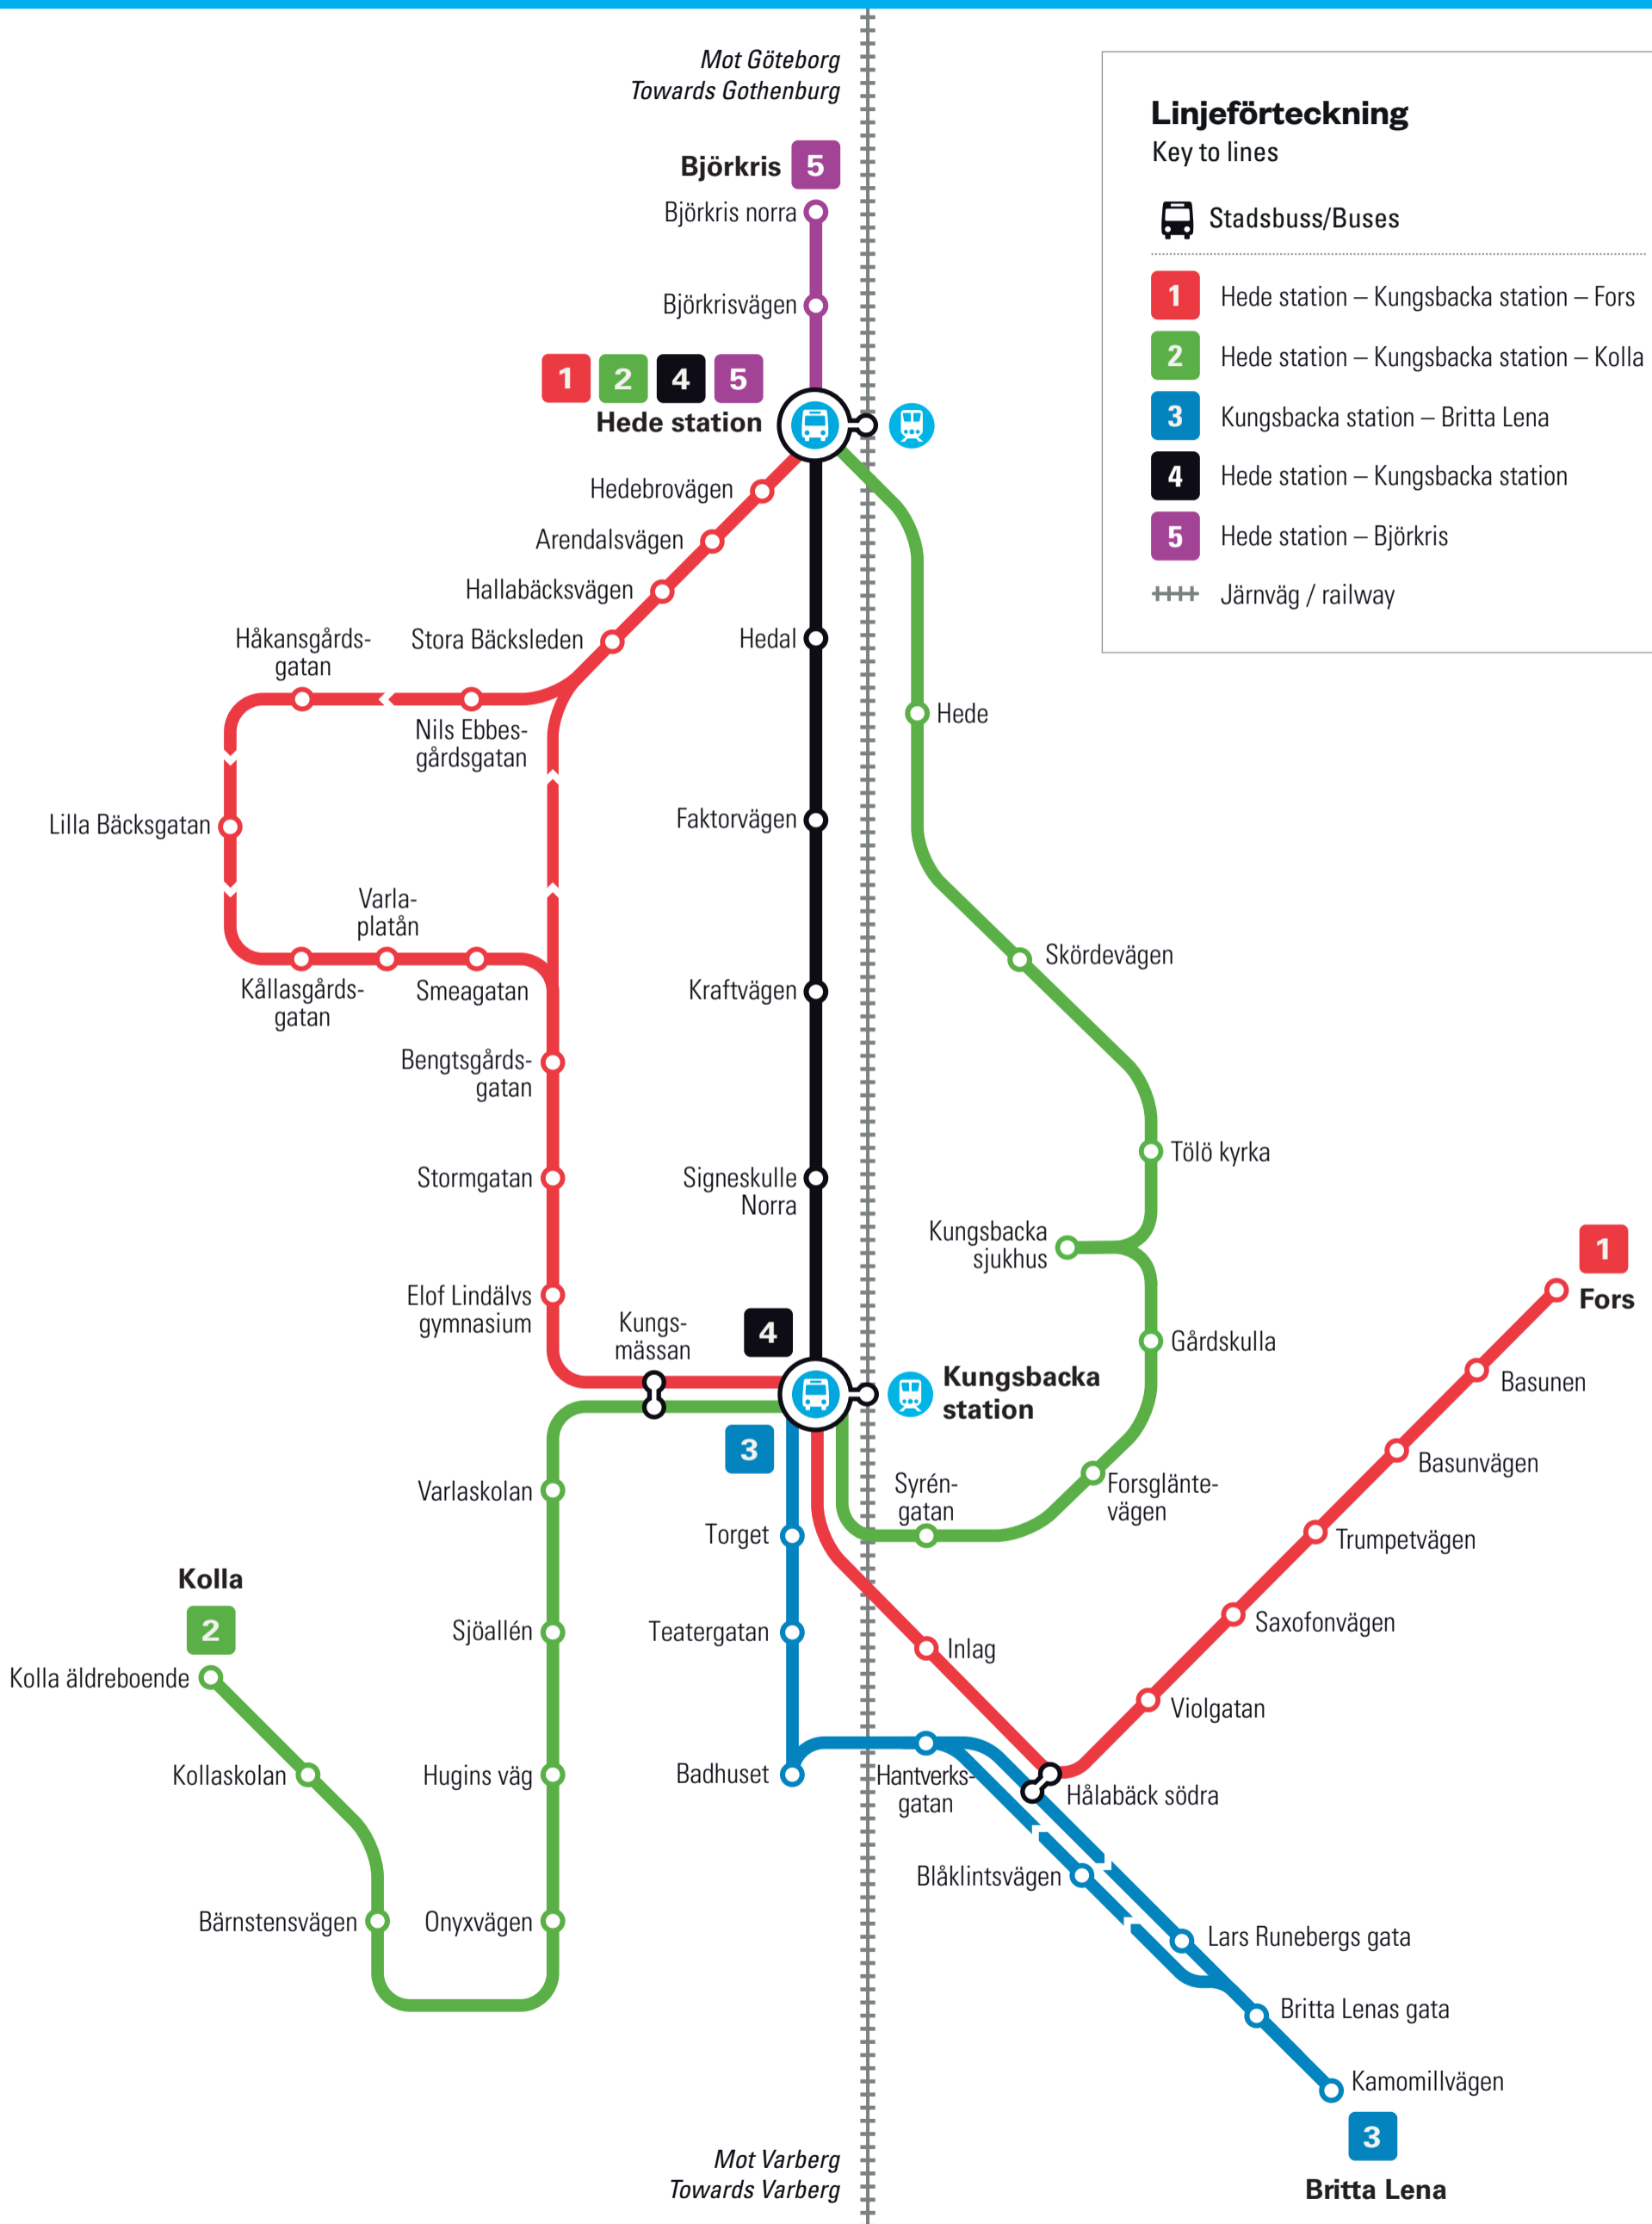 Mot Göteborg
Towards Gothenburg
Linjeförteckning
Key to lines
Stadsbuss/Buses
1 Hede station – Kungsbacka station – Fors
2 Hede station – Kungsbacka station – Kolla
3 Kungsbacka station – Britta Lena
4 Hede station – Kungsbacka station
5 Hede station – Björkris
Järnväg / railway
Björkris 5
Björkris norra
Björkrisvägen
1 2 4 5
Hede station
Hedebrovägen
Arendalsvägen
Hallabäcksvägen
Stora Bäcksleden
Håkansgårds-
gatan
Nils Ebbes-
gårdsgatan
Lilla Bäcksgatan
Varla-
platån
Kållasgårds-
gatan
Smeagatan
Bengtsgårds-
gatan
Stormgatan
Elof Lindälvs
gymnasium
Kungs-
mässan
Hedal
Faktorvägen
Kraftvägen
Signeskulle
Norra
4
Hede
Skördevägen
Tölö kyrka
Kungsbacka
sjukhus
Gårdskulla
Forsglänte-
vägen
Syrén-
gatan
Kungsbacka
station
3
1
Fors
Basunen
Basunvägen
Trumpetvägen
Saxofonvägen
Violgatan
Inlag
Hålabäck södra
Varlaskolan
Sjöallén
Hugins väg
Onyxvägen
Kolla
2
Kolla äldreboende
Kollaskolan
Bärnstensvägen
Torget
Teatergatan
Badhuset
Hantverks-
gatan
Blåklintsvägen
Lars Runebergs gata
Britta Lenas gata
Kamomillvägen
3
Britta Lena
Mot Varberg
Towards Varberg